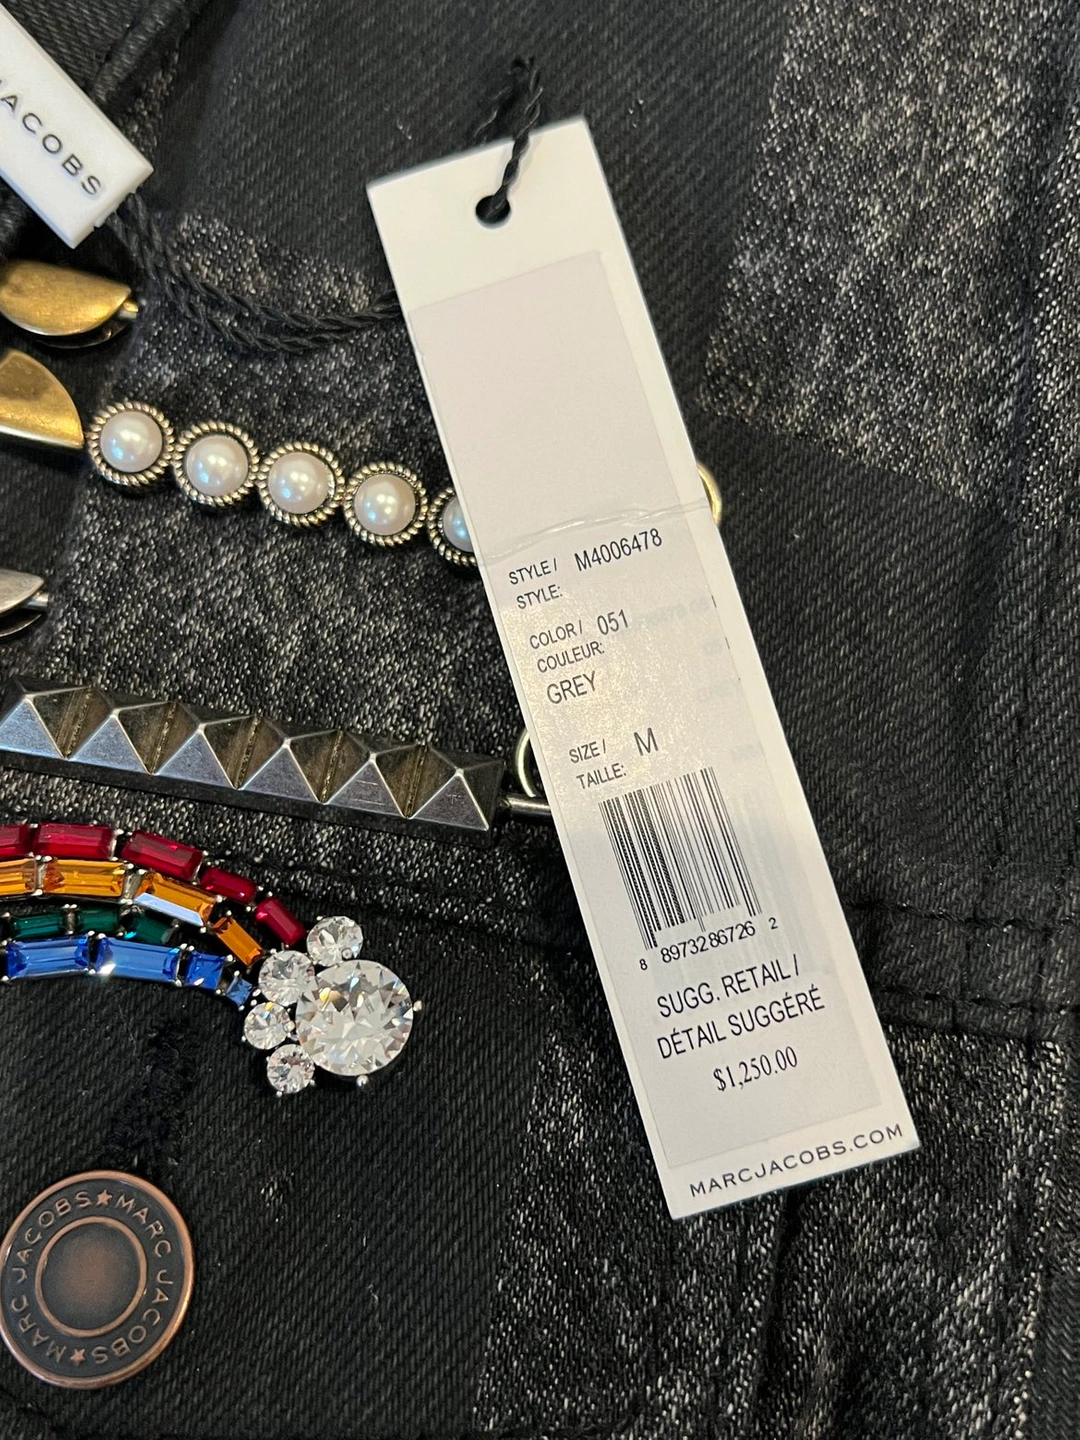 JACOBS
STYLE/ M4006478
STYLE:
COLOR/ 051
COULEUR:
GREY
SIZE/ M
TAILLE:
8 89732 86726 2
SUGG. RETAIL/
DÉTAIL SUGGÉRÉ
$1,250.00
MARCJACOBS.COM
MARC JACOBS★MARC JACOBS★